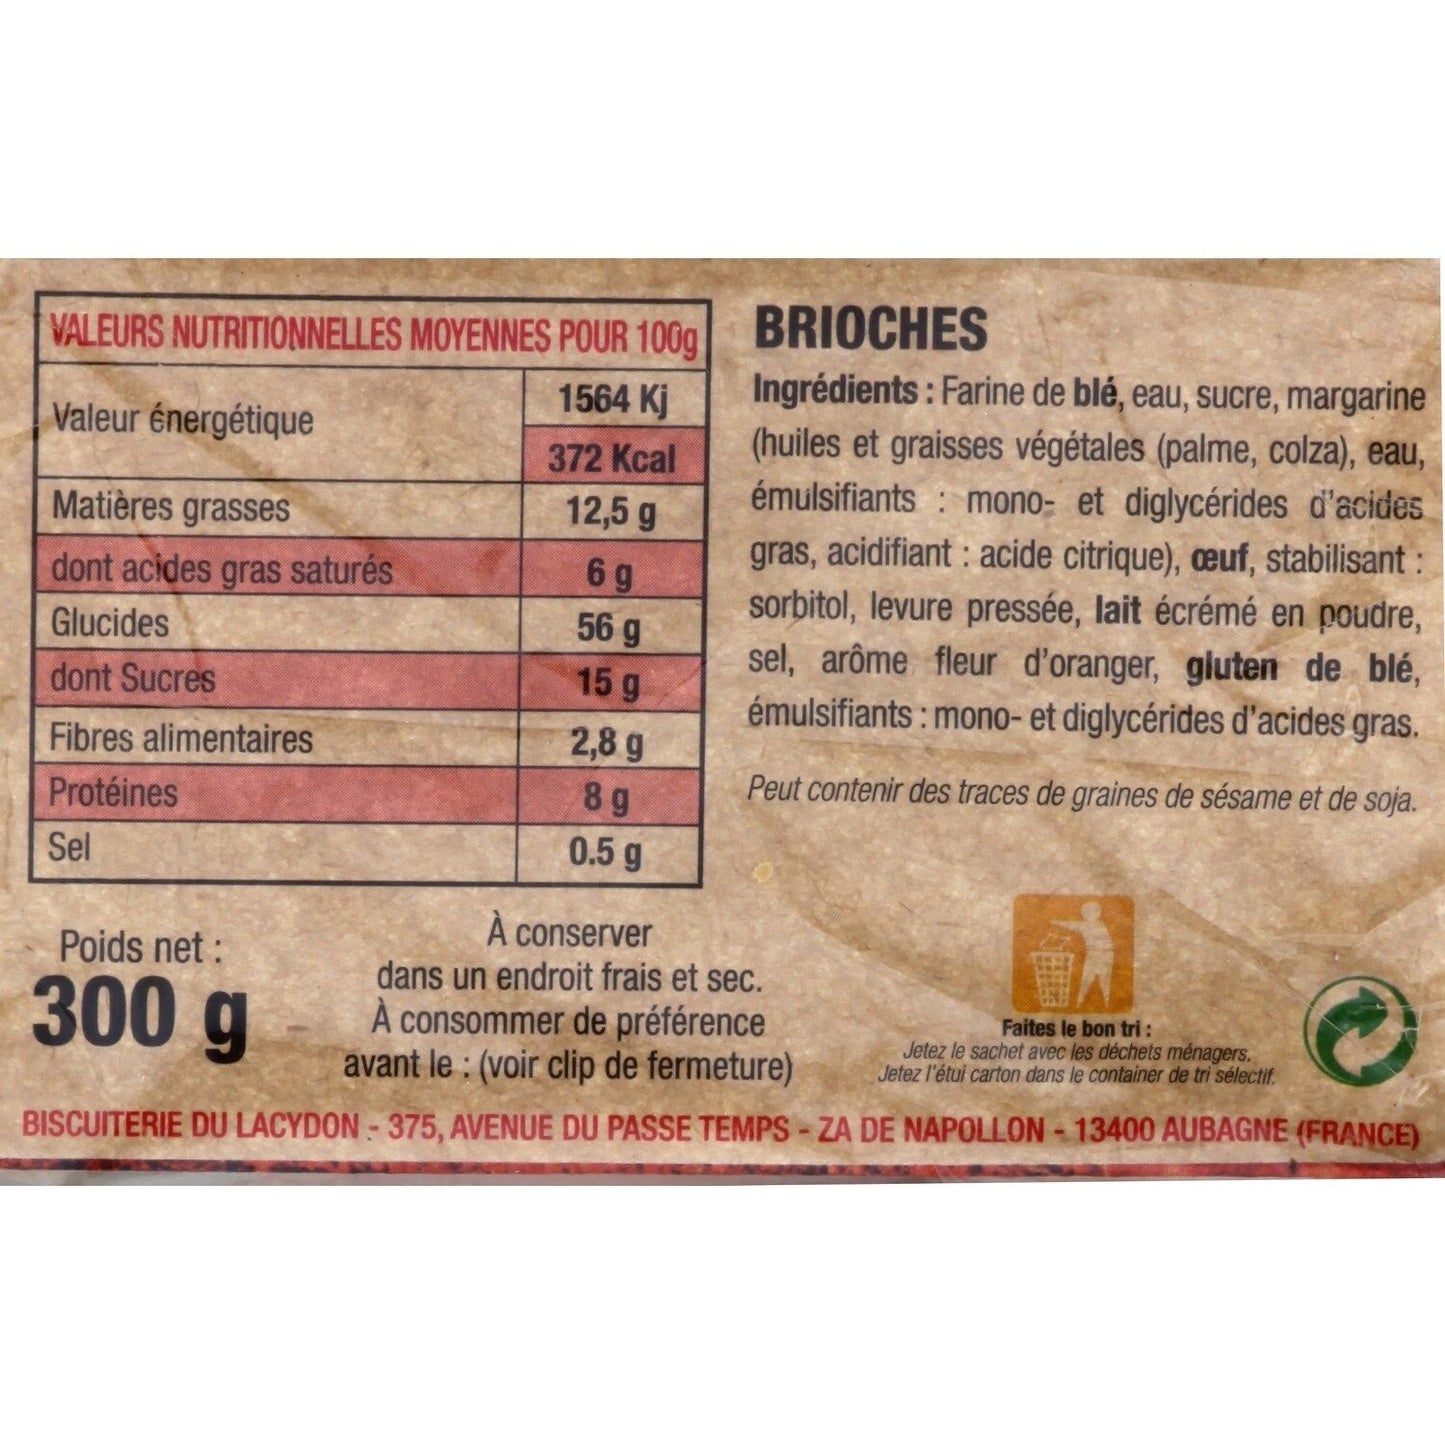 VALEURS NUTRITIONNELLES MOYENNES POUR 100g
Valeur énergétique
1564 Kj
372 Kcal
Matières grasses 12,5 g
dont acides gras saturés 6 g
Glucides 56 g
dont Sucres 15 g
Fibres alimentaires 2,8 g
Protéines 8 g
Sel 0.5 g
BRIOCHES
Ingrédients : Farine de blé, eau, sucre, margarine
(huiles et graisses végétales (palme, colza), eau,
émulsifiants : mono- et diglycérides d'acides
gras, acidifiant : acide citrique), œuf, stabilisant :
sorbitol, levure pressée, lait écrémé en poudre,
sel, arôme fleur d'oranger, gluten de blé,
émulsifiants : mono- et diglycérides d'acides gras.
Peut contenir des traces de graines de sésame et de soja.
Poids net :
300 g
À conserver
dans un endroit frais et sec.
À consommer de préférence
avant le : (voir clip de fermeture)
Faites le bon tri :
Jetez le sachet avec les déchets ménagers.
Jetez l'étui carton dans le container de tri sélectif.
BISCUITERIE DU LACYDON - 375, AVENUE DU PASSE TEMPS - ZA DE NAPOLLON - 13400 AUBAGNE (FRANCE)